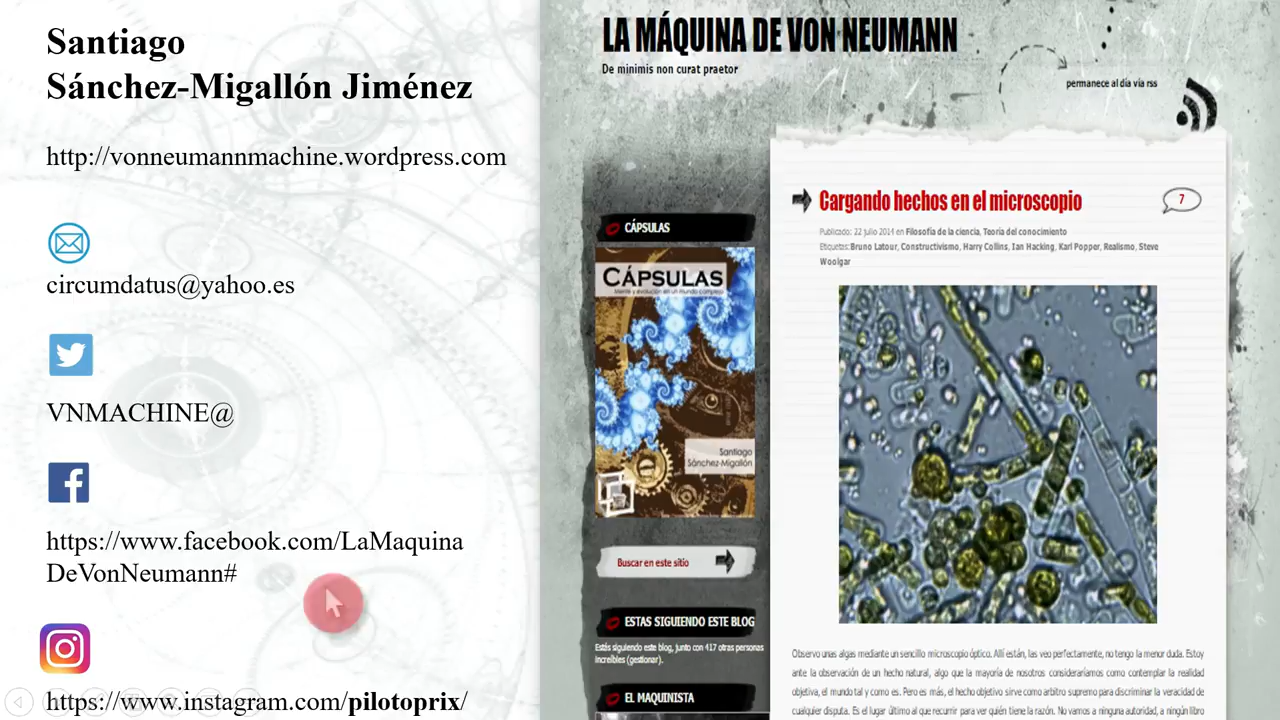 Santiago
Sánchez-Migallón Jiménez
http://vonneumannmachine.wordpress.com
circumdatus@yahoo.es
VNMACHINE@
https://www.facebook.com/LaMaquina
DeVonNeumann#
https://www.instagram.com/pilotoprix/
LA MÁQUINA DE VON NEUMANN
De minimis non curat praetor
permanece al día vía rss
CÁPSULAS
CÁPSULAS
Mente y evolución en un mundo complejo
Santiago
Sánchez-Migallón
Buscar en este sitio
ESTAS SIGUIENDO ESTE BLOG
Estás siguiendo este blog, junto con 417 otras personas
increíbles (gestionar).
EL MAQUINISTA
Cargando hechos en el microscopio
7
Publicado: 22 julio 2014 en Filosofía de la ciencia, Teoría del conocimiento
Etiquetas:Bruno Latour, Constructivismo, Harry Collins, Ian Hacking, Karl Popper, Realismo, Steve
Woolgar
Observo unas algas mediante un sencillo microscopio óptico. Allí están, las veo perfectamente, no tengo la menor duda. Estoy
ante la observación de un hecho natural, algo que la mayoría de nosotros consideraríamos como contemplar la realidad
objetiva, el mundo tal y como es. Pero es más, el hecho objetivo sirve como arbitro supremo para discriminar la veracidad de
cualquier disputa. Es el lugar último al que recurrir para ver quién tiene la razón. No vamos a ninguna autoridad, a ningún libro